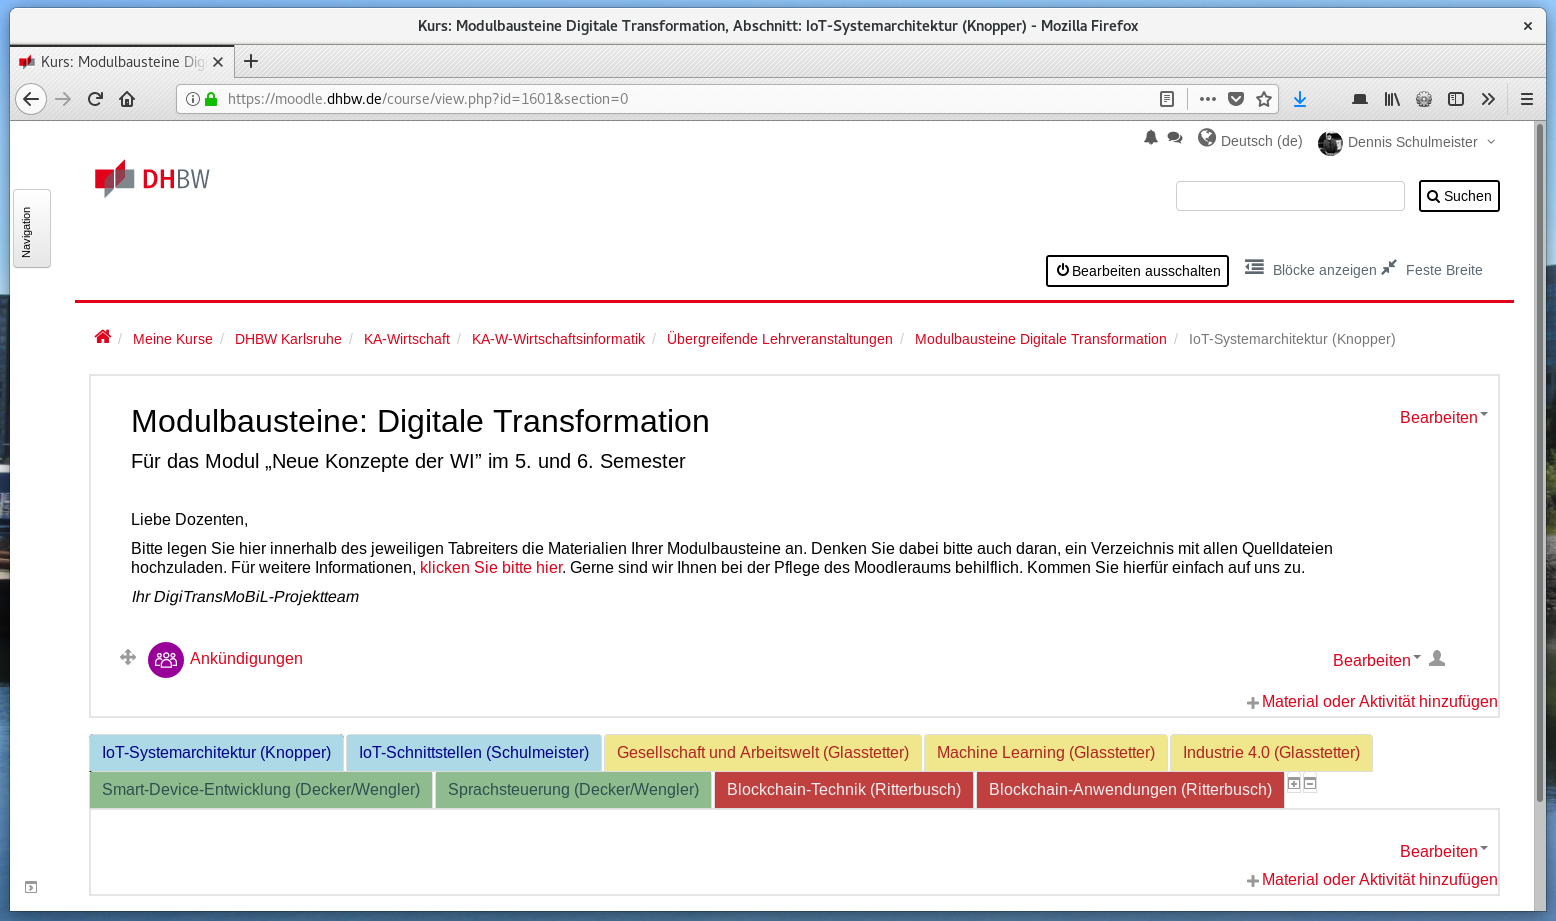 Kurs: Modulbausteine Digitale Transformation, Abschnitt: IoT-Systemarchitektur (Knopper) - Mozilla Firefox
Kurs: Modulbausteine Dig
https://moodle.dhbw.de/course/view.php?id=1601&section=0
Deutsch (de) Dennis Schulmeister
DHBW
Suchen
Navigation
Bearbeiten ausschalten Blöcke anzeigen Feste Breite
/ Meine Kurse / DHBW Karlsruhe / KA-Wirtschaft / KA-W-Wirtschaftsinformatik / Übergreifende Lehrveranstaltungen / Modulbausteine Digitale Transformation / IoT-Systemarchitektur (Knopper)
Modulbausteine: Digitale Transformation
Bearbeiten
Für das Modul „Neue Konzepte der WI” im 5. und 6. Semester
Liebe Dozenten,
Bitte legen Sie hier innerhalb des jeweiligen Tabreiters die Materialien Ihrer Modulbausteine an. Denken Sie dabei bitte auch daran, ein Verzeichnis mit allen Quelldateien
hochzuladen. Für weitere Informationen, klicken Sie bitte hier. Gerne sind wir Ihnen bei der Pflege des Moodleraums behilflich. Kommen Sie hierfür einfach auf uns zu.
Ihr DigiTransMoBiL-Projektteam
Ankündigungen Bearbeiten
Material oder Aktivität hinzufügen
IoT-Systemarchitektur (Knopper) IoT-Schnittstellen (Schulmeister) Gesellschaft und Arbeitswelt (Glasstetter) Machine Learning (Glasstetter) Industrie 4.0 (Glasstetter)
Smart-Device-Entwicklung (Decker/Wengler) Sprachsteuerung (Decker/Wengler) Blockchain-Technik (Ritterbusch) Blockchain-Anwendungen (Ritterbusch)
Bearbeiten
Material oder Aktivität hinzufügen